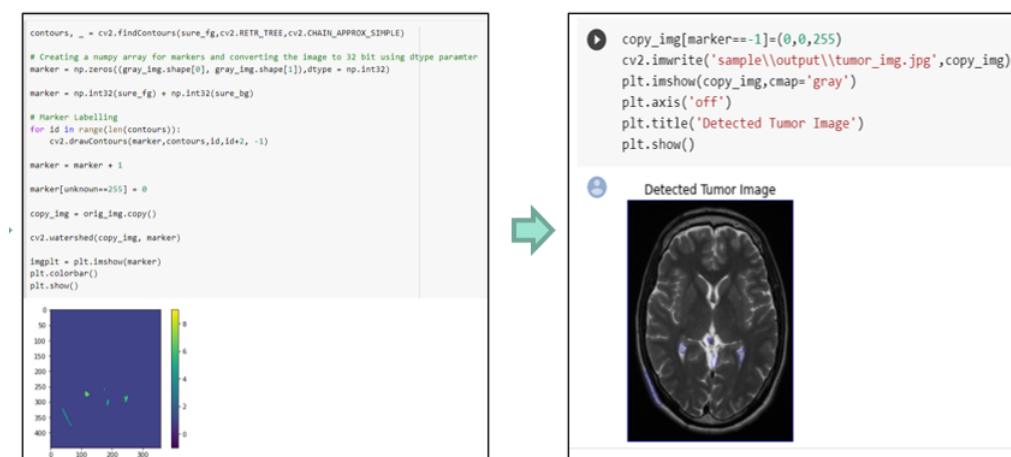 contours, _ = cv2.findContours(sure_fg,cv2.RETR_TREE,cv2.CHAIN_APPROX_SIMPLE)
# Creating a numpy array for markers and converting the image to 32 bit using dtype paramter
marker = np.zeros((gray_img.shape[0], gray_img.shape[1]),dtype = np.int32)
marker = np.int32(sure_fg) + np.int32(sure_bg)
# Marker Labelling
for id in range(len(contours)):
    cv2.drawContours(marker,contours,id,id+2, -1)
marker = marker + 1
marker[unknown==255] = 0
copy_img = orig_img.copy()
cv2.watershed(copy_img, marker)
imgplt = plt.imshow(marker)
plt.colorbar()
plt.show()
0
50
100
150
200
250
300
350
400
0 100 200 300
8
6
4
2
0
copy_img[marker==-1]=(0,0,255)
cv2.imwrite('sample\\output\\tumor_img.jpg',copy_img)
plt.imshow(copy_img,cmap='gray')
plt.axis('off')
plt.title('Detected Tumor Image')
plt.show()
Detected Tumor Image